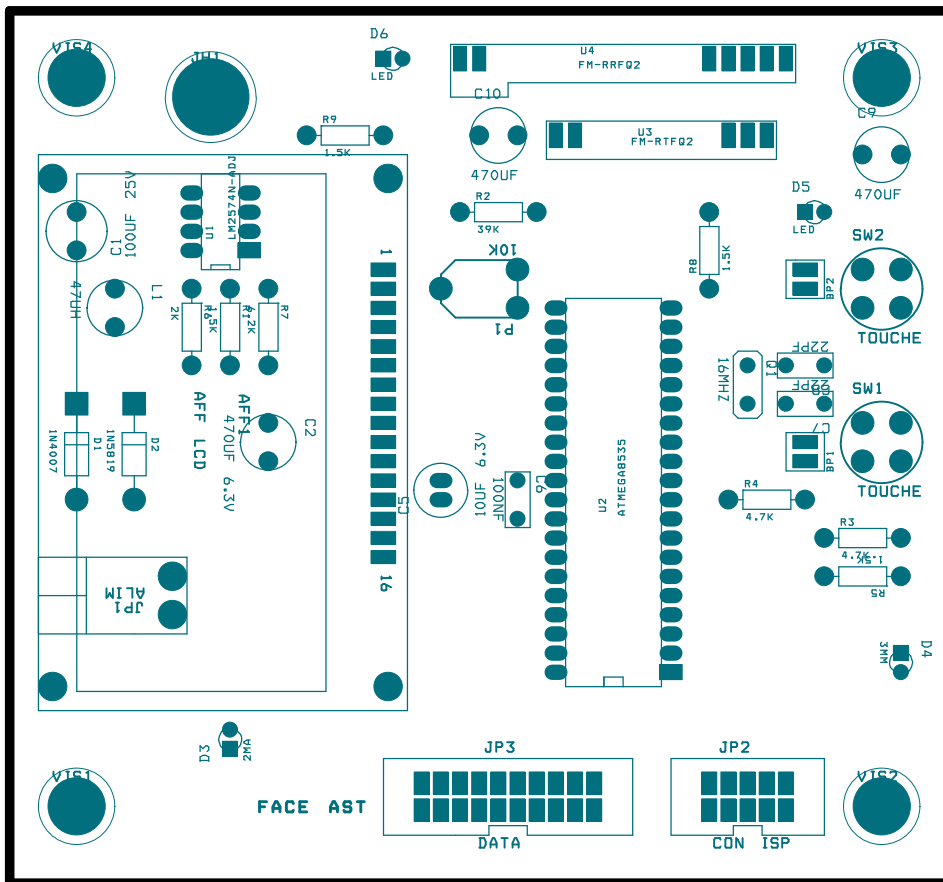 VIS4
JH1
D6
LED
U4
FM-RRFQ2
VIS3
C10
C9
R9
1.5K
U3
FM-RTFQ2
470UF
470UF
C1
100UF 25V
U1
LM2574N-ADJ
R2
39K
D5
LED
1
10K
P1
R8
1.5K
SW2
BP2
TOUCHE
L1
47UH
R6
2K
1.5K
R7
Q1
16MHZ
22PF
22PF
SW1
C7
BP1
TOUCHE
AFF LCD
AFF1
470UF 6.3V
C2
D1
1N4007
D2
1N5819
C5
10UF 6.3V
100NF
C6
U2
ATMEGA8535
R4
4.7K
R3
4.7K
1.5K
R5
16
JP1
ALIM
D4
3MM
D3
2MA
JP3
JP2
VIS1
VIS2
FACE AST
DATA
CON ISP